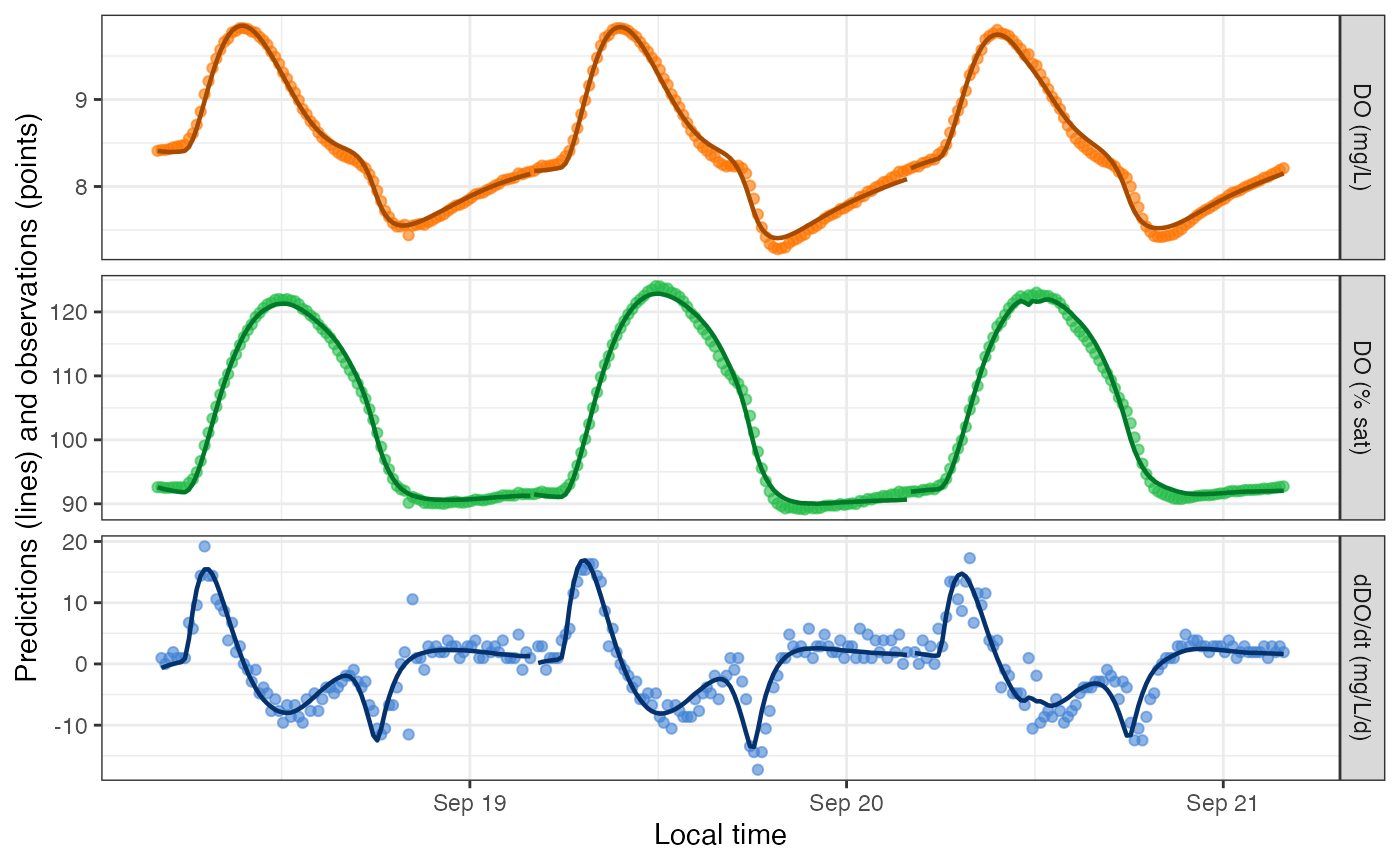 Predictions (lines) and observations (points)
9
8
DO (mg/L)
120
110
100
90
DO (% sat)
20
10
0
-10
dDO/dt (mg/L/d)
Sep 19 Sep 20 Sep 21
Local time